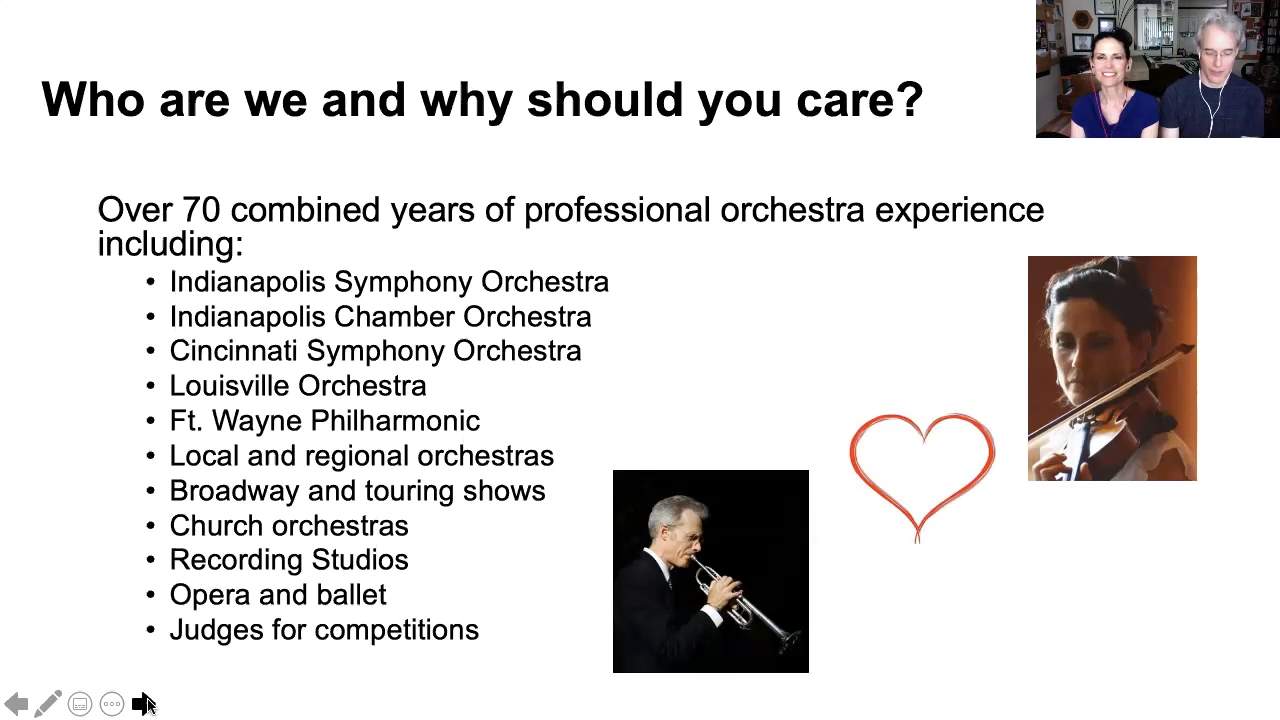 Who are we and why should you care?
Over 70 combined years of professional orchestra experience
including:
• Indianapolis Symphony Orchestra
• Indianapolis Chamber Orchestra
• Cincinnati Symphony Orchestra
• Louisville Orchestra
• Ft. Wayne Philharmonic
• Local and regional orchestras
• Broadway and touring shows
• Church orchestras
• Recording Studios
• Opera and ballet
• Judges for competitions